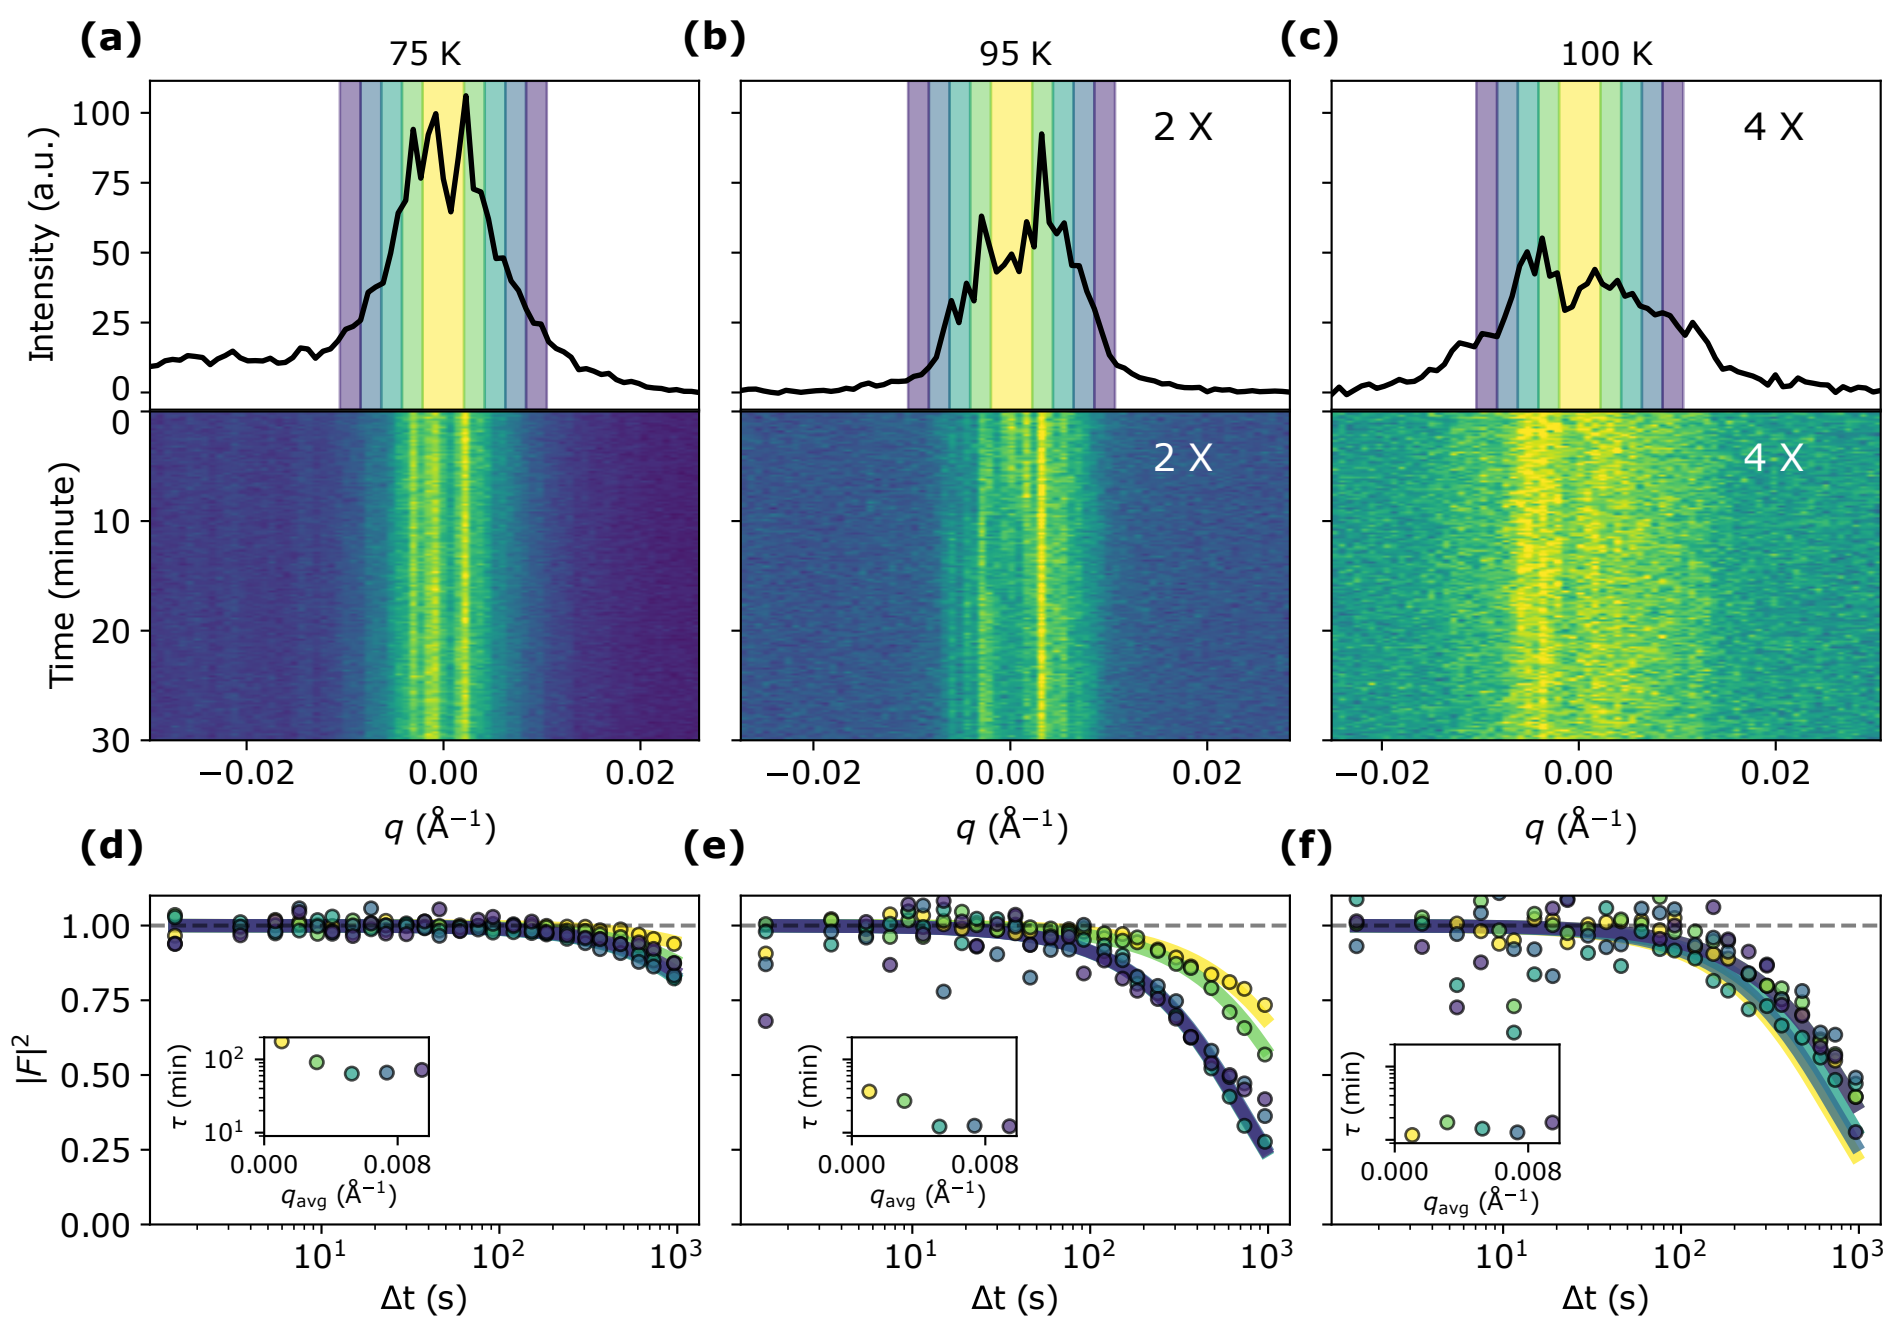 (a) (b) (c)
75 K 95 K 100 K
100
75
50
25
0
Intensity (a.u.)
2 X 4 X
0
10
20
30
Time (minute)
2 X 4 X
−0.02 0.00 0.02 −0.02 0.00 0.02 −0.02 0.00 0.02
q (Å⁻¹) q (Å⁻¹) q (Å⁻¹)
(d) (e) (f)
1.00
0.75
0.50
0.25
0.00
|F|²
10²
10¹
τ (min) τ (min) τ (min)
0.000 0.008 0.000 0.008 0.000 0.008
q_avg (Å⁻¹) q_avg (Å⁻¹) q_avg (Å⁻¹)
10¹ 10² 10³ 10¹ 10² 10³ 10¹ 10² 10³
Δt (s) Δt (s) Δt (s)